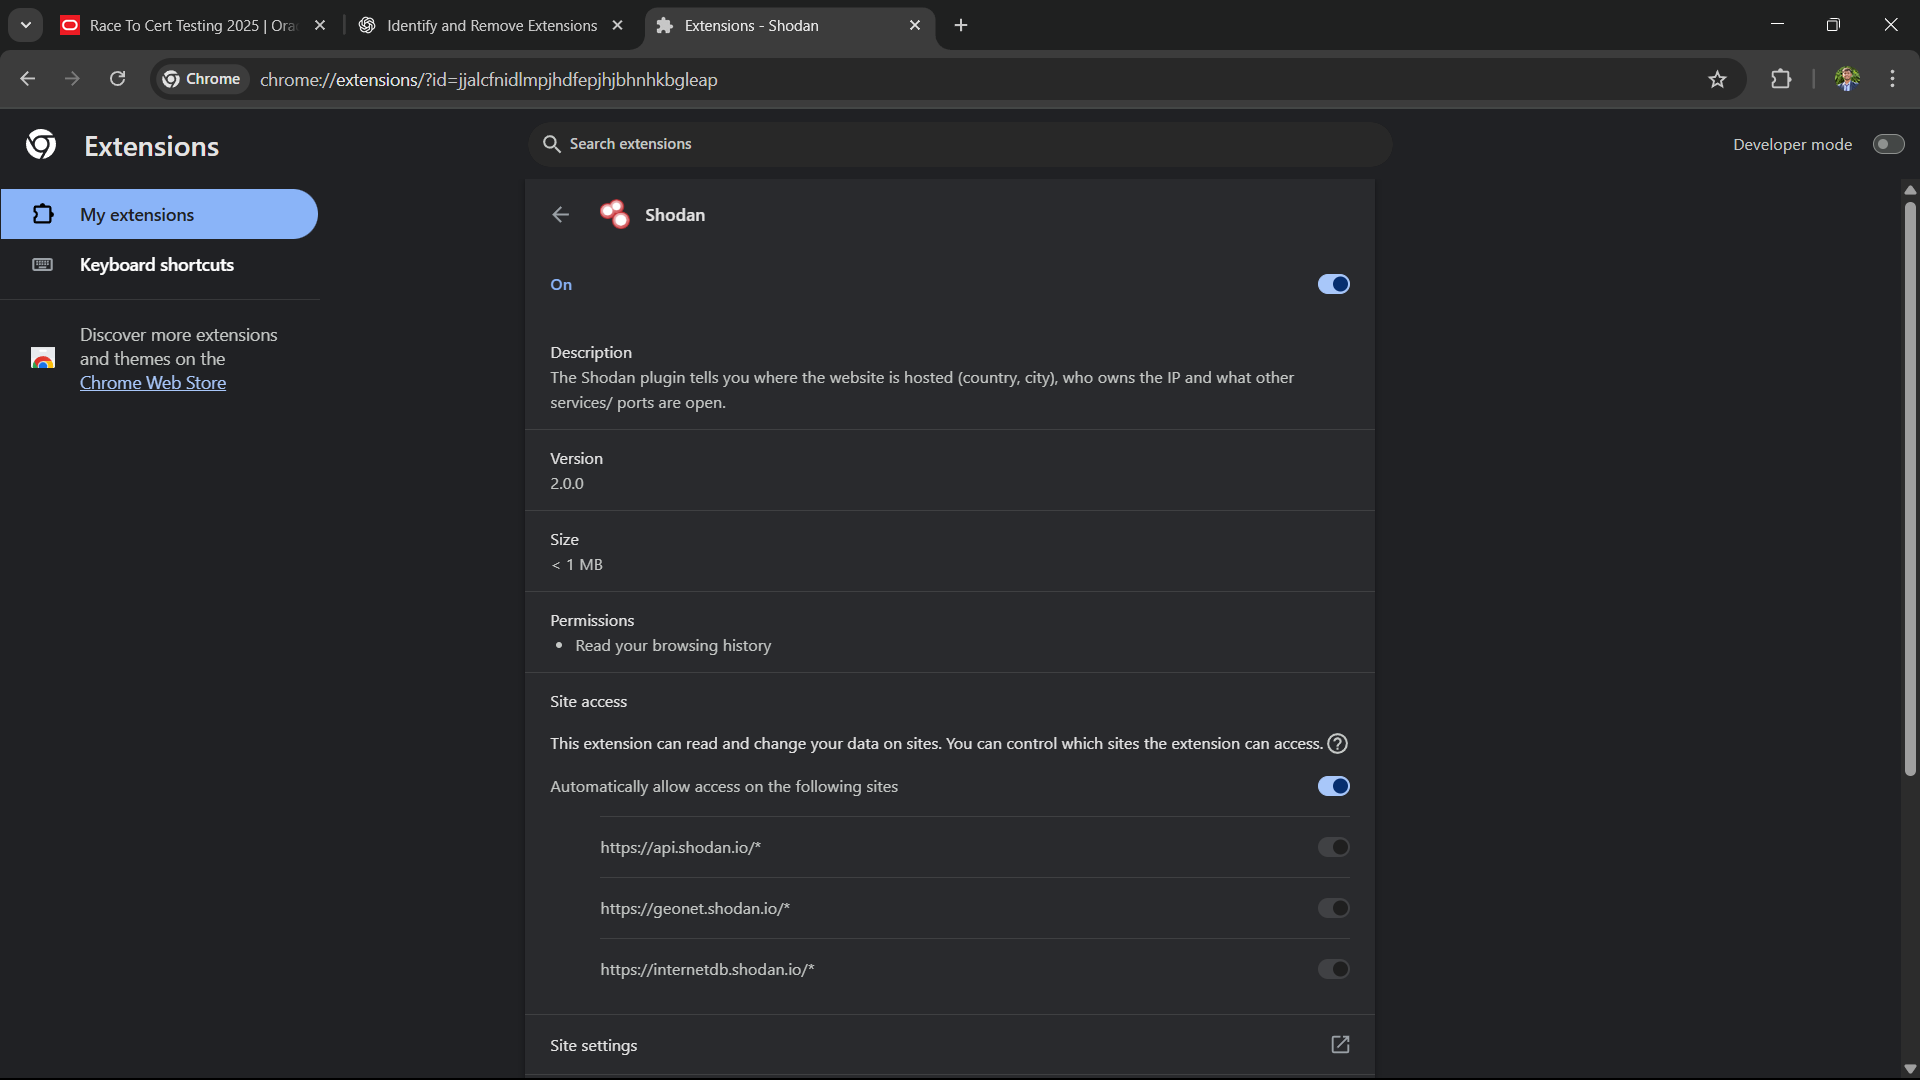 Race To Cert Testing 2025 | Ora
Identify and Remove Extensions
Extensions - Shodan
Chrome
chrome://extensions/?id=jjalcfnidlmpjhdfepjhjbhnhkbgleap
Extensions
Search extensions
Developer mode
My extensions
Keyboard shortcuts
Discover more extensions
and themes on the
Chrome Web Store
Shodan
On
Description
The Shodan plugin tells you where the website is hosted (country, city), who owns the IP and what other
services/ ports are open.
Version
2.0.0
Size
< 1 MB
Permissions
• Read your browsing history
Site access
This extension can read and change your data on sites. You can control which sites the extension can access.
Automatically allow access on the following sites
https://api.shodan.io/*
https://geonet.shodan.io/*
https://internetdb.shodan.io/*
Site settings